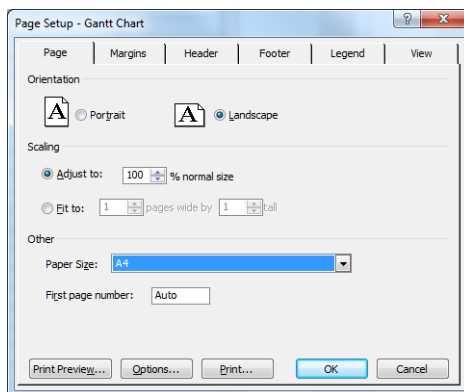 Page Setup - Gantt Chart
Page Margins Header Footer Legend View
Orientation
A Portrait A Landscape
Scaling
Adjust to: 100 % normal size
Fit to: 1 pages wide by 1 tall
Other
Paper Size: A4
First page number: Auto
Print Preview... Options... Print... OK Cancel